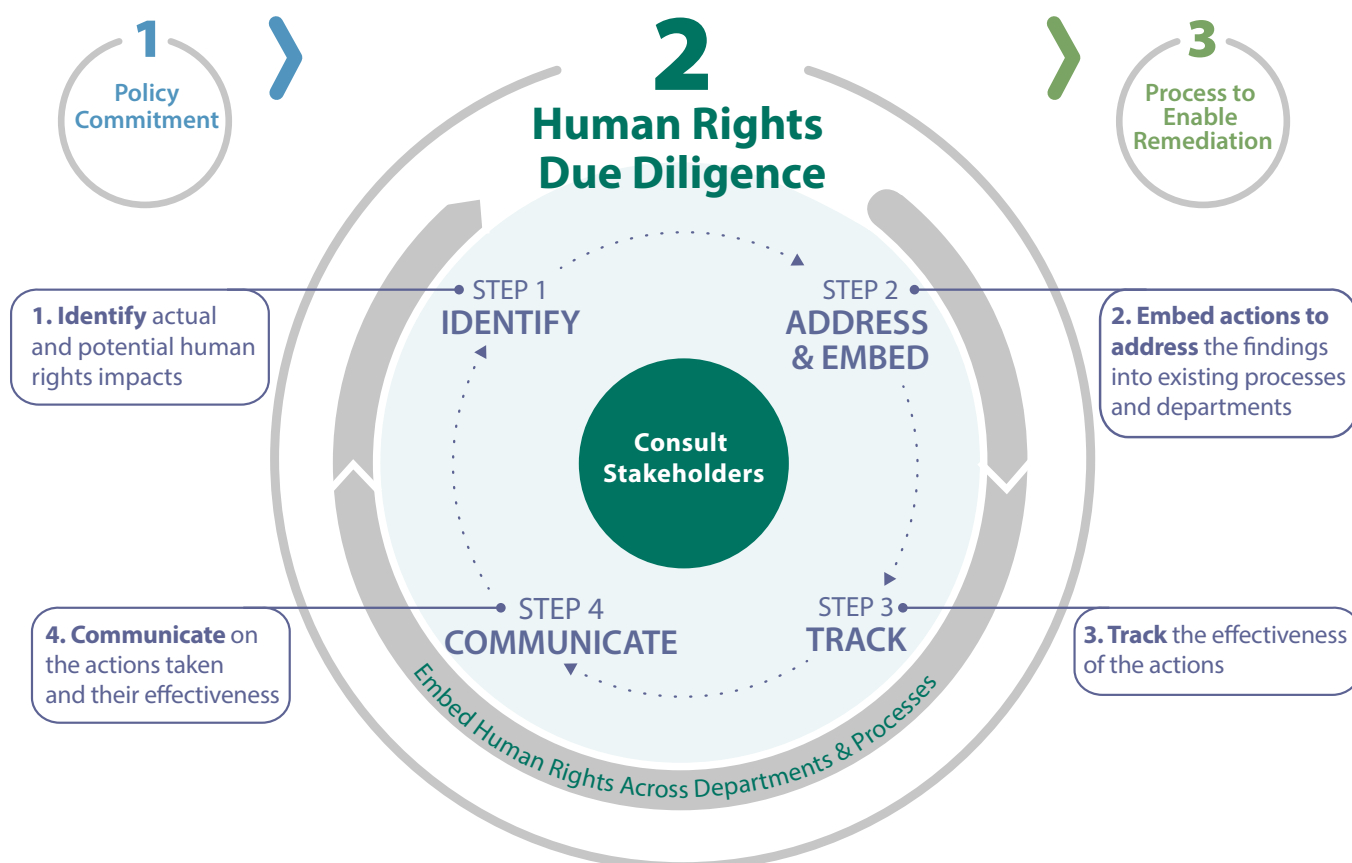 1
Policy
Commitment
2
Human Rights
Due Diligence
3
Process to
Enable
Remediation
STEP 1
IDENTIFY
1. Identify actual
and potential human
rights impacts
STEP 2
ADDRESS
& EMBED
2. Embed actions to
address the findings
into existing processes
and departments
Consult
Stakeholders
STEP 3
TRACK
3. Track the effectiveness
of the actions
STEP 4
COMMUNICATE
4. Communicate on
the actions taken
and their effectiveness
Embed Human Rights Across Departments & Processes